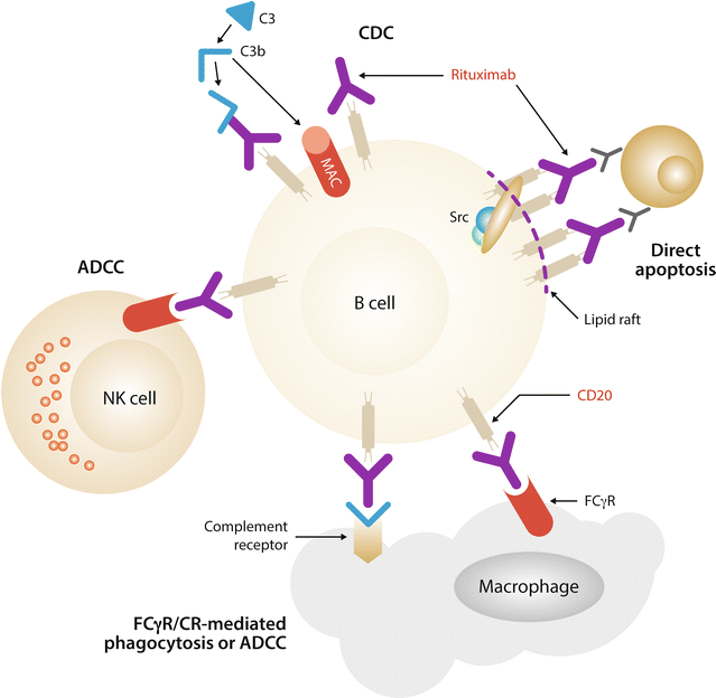 C3
C3b
CDC
Rituximab
MAC
Src
Direct
apoptosis
Lipid raft
ADCC
B cell
NK cell
CD20
FCγR
Complement
receptor
Macrophage
FCγR/CR-mediated
phagocytosis or ADCC